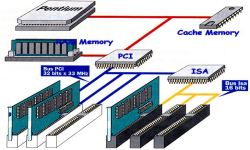 Pentium
Cache Memory
Memory
PCI
ISA
Bus PCI
32 bits x 33 MHz
Bus Isa
16 bits